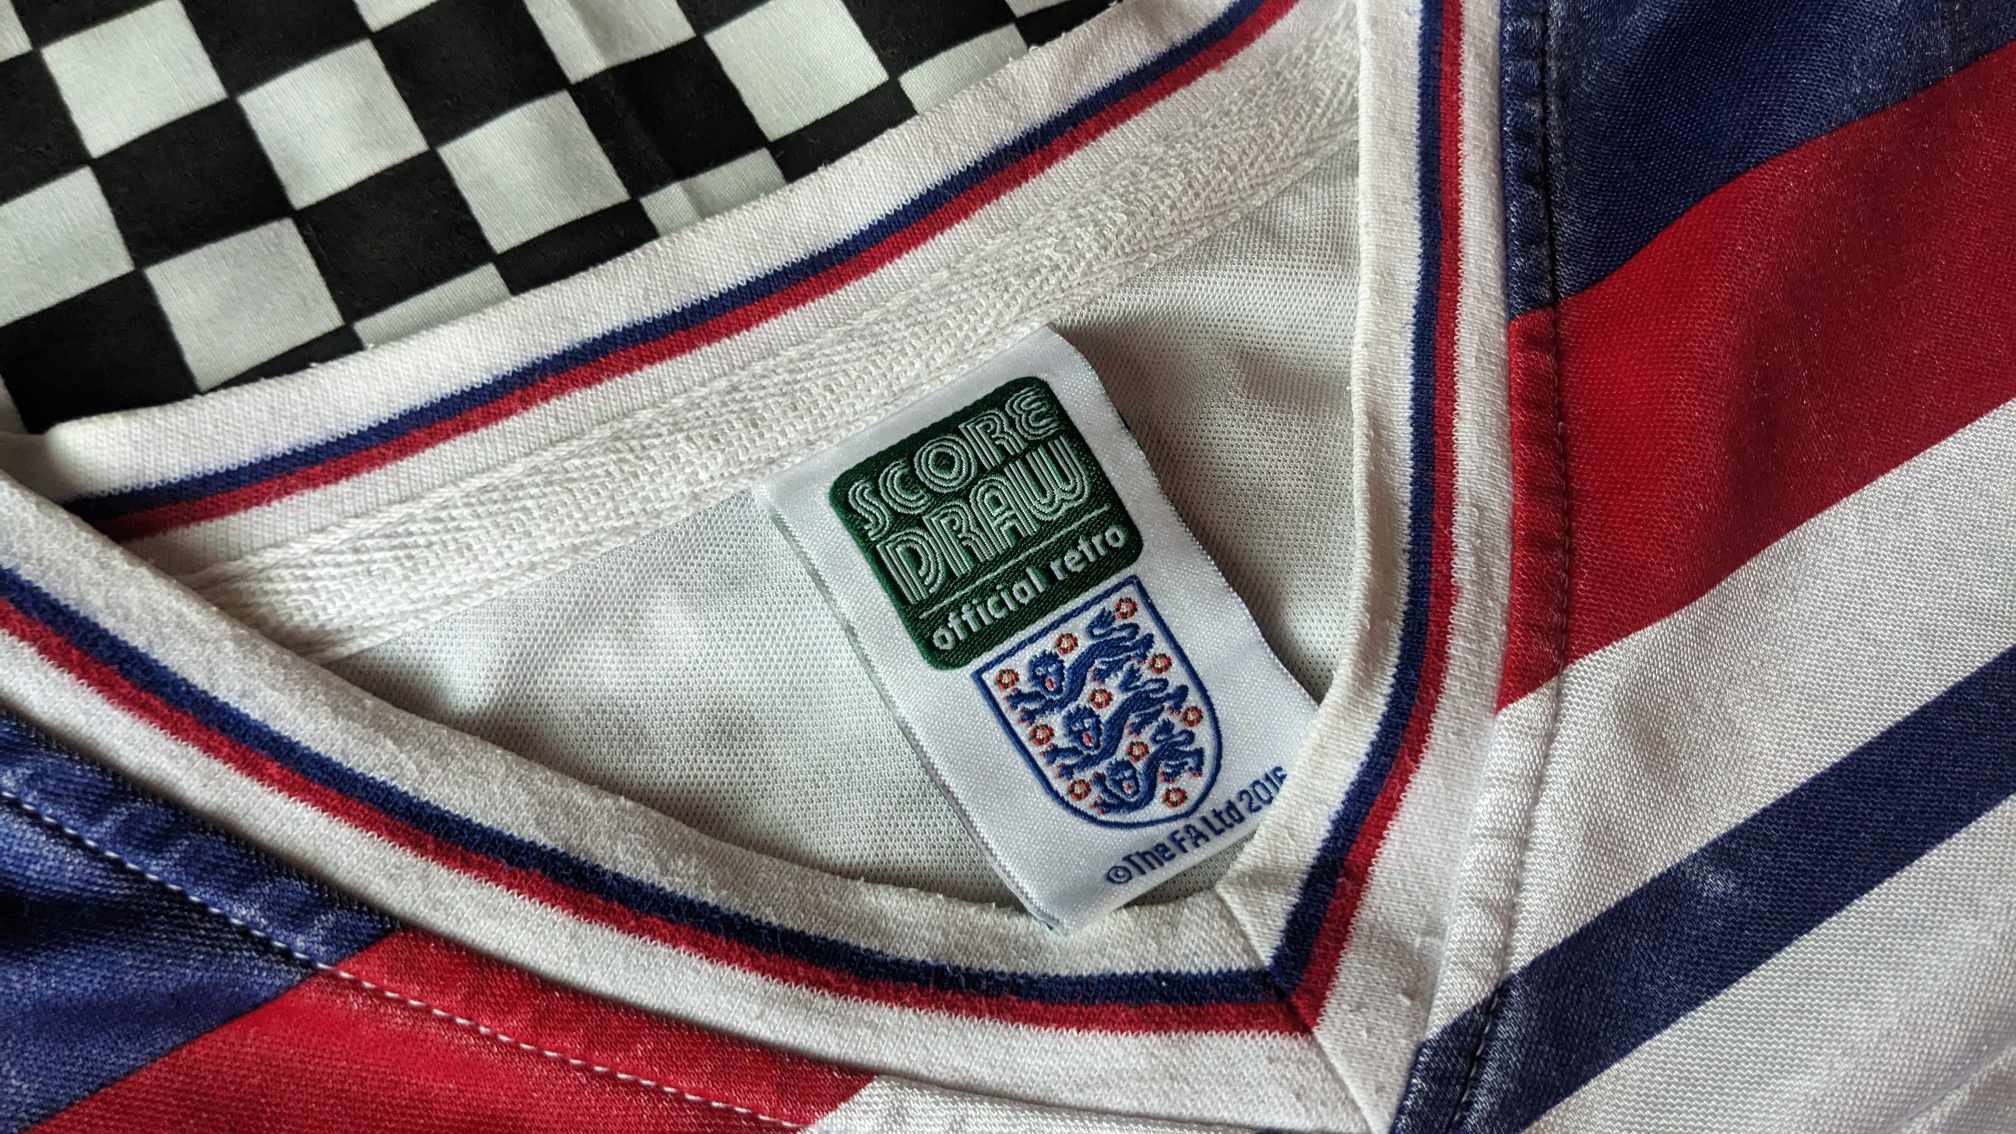 SCORE
DRAW
official retro
©The FA Ltd 2016